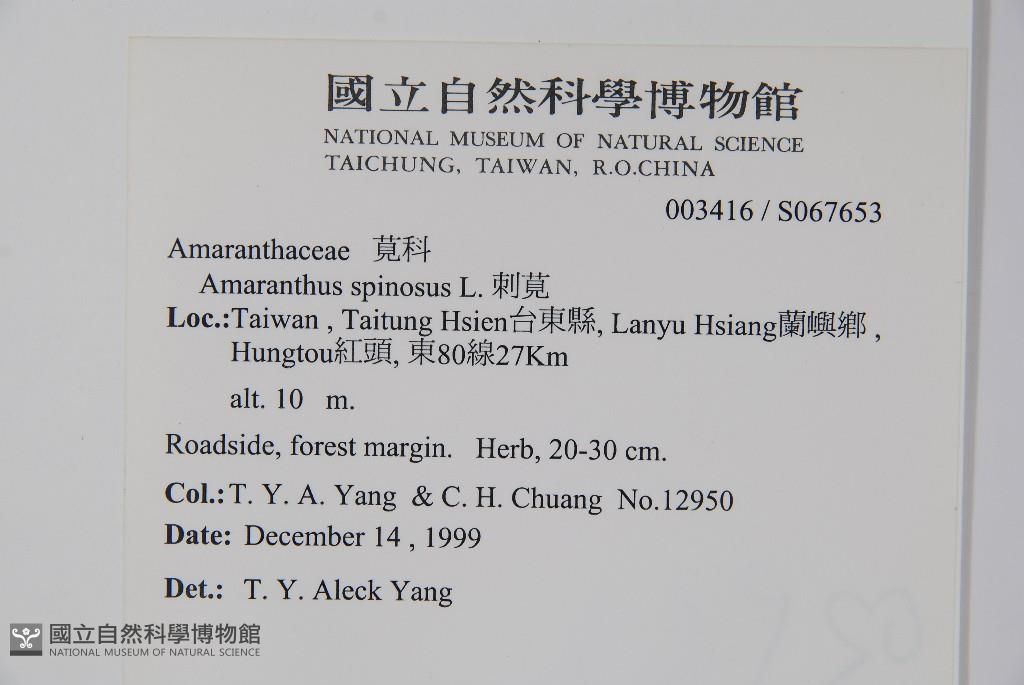 國立自然科學博物館
NATIONAL MUSEUM OF NATURAL SCIENCE
TAICHUNG, TAIWAN, R.O.CHINA
003416 / S067653
Amaranthaceae 莧科
Amaranthus spinosus L. 刺莧
Loc.:Taiwan , Taitung Hsien台東縣, Lanyu Hsiang蘭嶼鄉 ,
Hungtou紅頭, 東80線27Km
alt. 10 m.
Roadside, forest margin. Herb, 20-30 cm.
Col.: T. Y. A. Yang & C. H. Chuang No.12950
Date: December 14 , 1999
Det.: T. Y. Aleck Yang
國立自然科學博物館
NATIONAL MUSEUM OF NATURAL SCIENCE